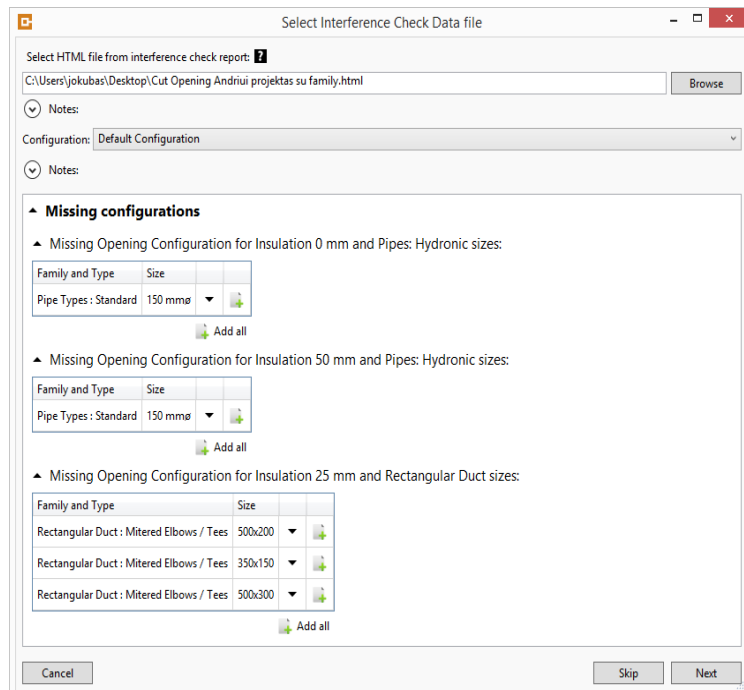 Select Interference Check Data file
Select HTML file from interference check report: ?
C:\Users\jokubas\Desktop\Cut Opening Andriui projektas su family.html Browse
Notes:
Configuration: Default Configuration
Notes:
Missing configurations
Missing Opening Configuration for Insulation 0 mm and Pipes: Hydronic sizes:
Family and Type Size
Pipe Types : Standard 150 mmø
Add all
Missing Opening Configuration for Insulation 50 mm and Pipes: Hydronic sizes:
Family and Type Size
Pipe Types : Standard 150 mmø
Add all
Missing Opening Configuration for Insulation 25 mm and Rectangular Duct sizes:
Family and Type Size
Rectangular Duct : Mitered Elbows / Tees 500x200
Rectangular Duct : Mitered Elbows / Tees 350x150
Rectangular Duct : Mitered Elbows / Tees 500x300
Add all
Cancel Skip Next